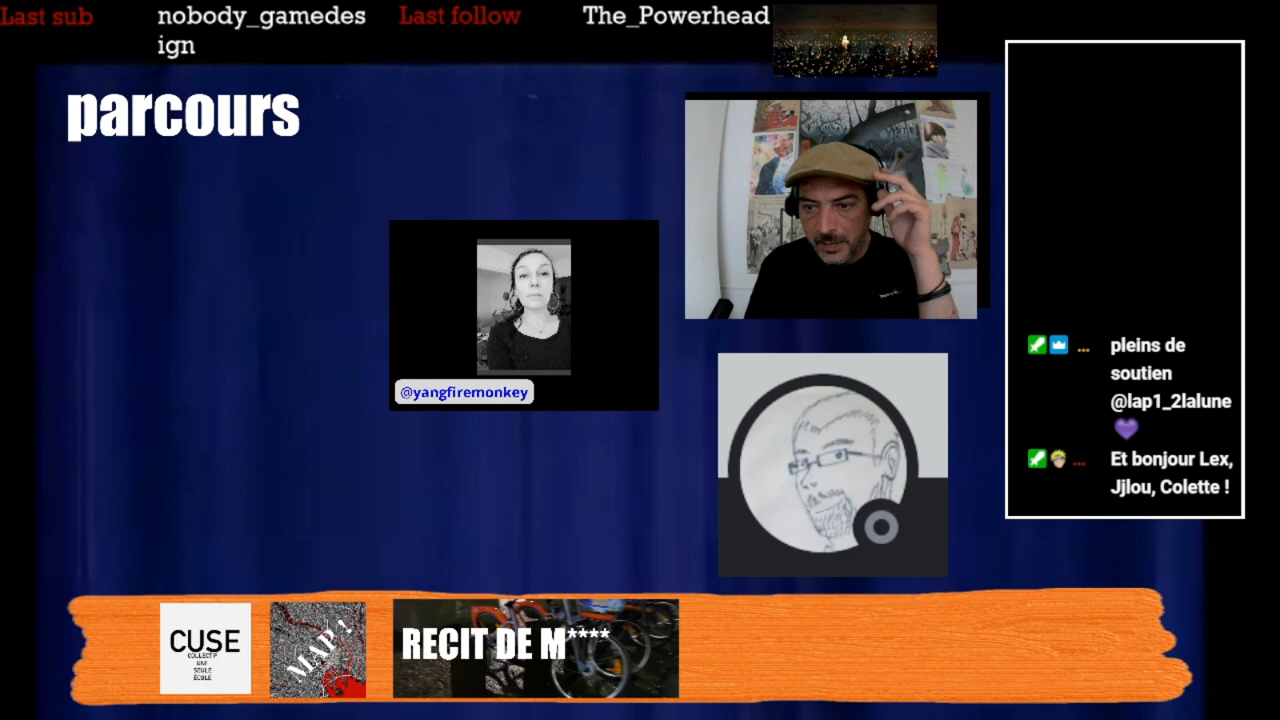 Last sub
nobody_gamedes
ign
Last follow
The_Powerhead
parcours
@yangfiremonkey
pleins de
soutien
@lap1_2lalune
Et bonjour Lex,
Jjlou, Colette !
CUSE
COLLECTIF
UNE
SEULE
ÉCOLE
MAP !
RECIT DE M****